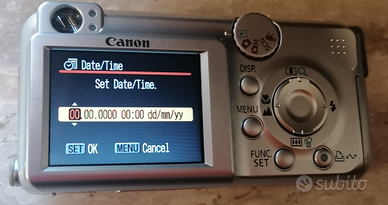 Canon
Date/Time
Set Date/Time.
00.00.0000 00:00 dd/mm/yy
SET OK MENU Cancel
DISP.
MENU
FUNC.
SET
subito